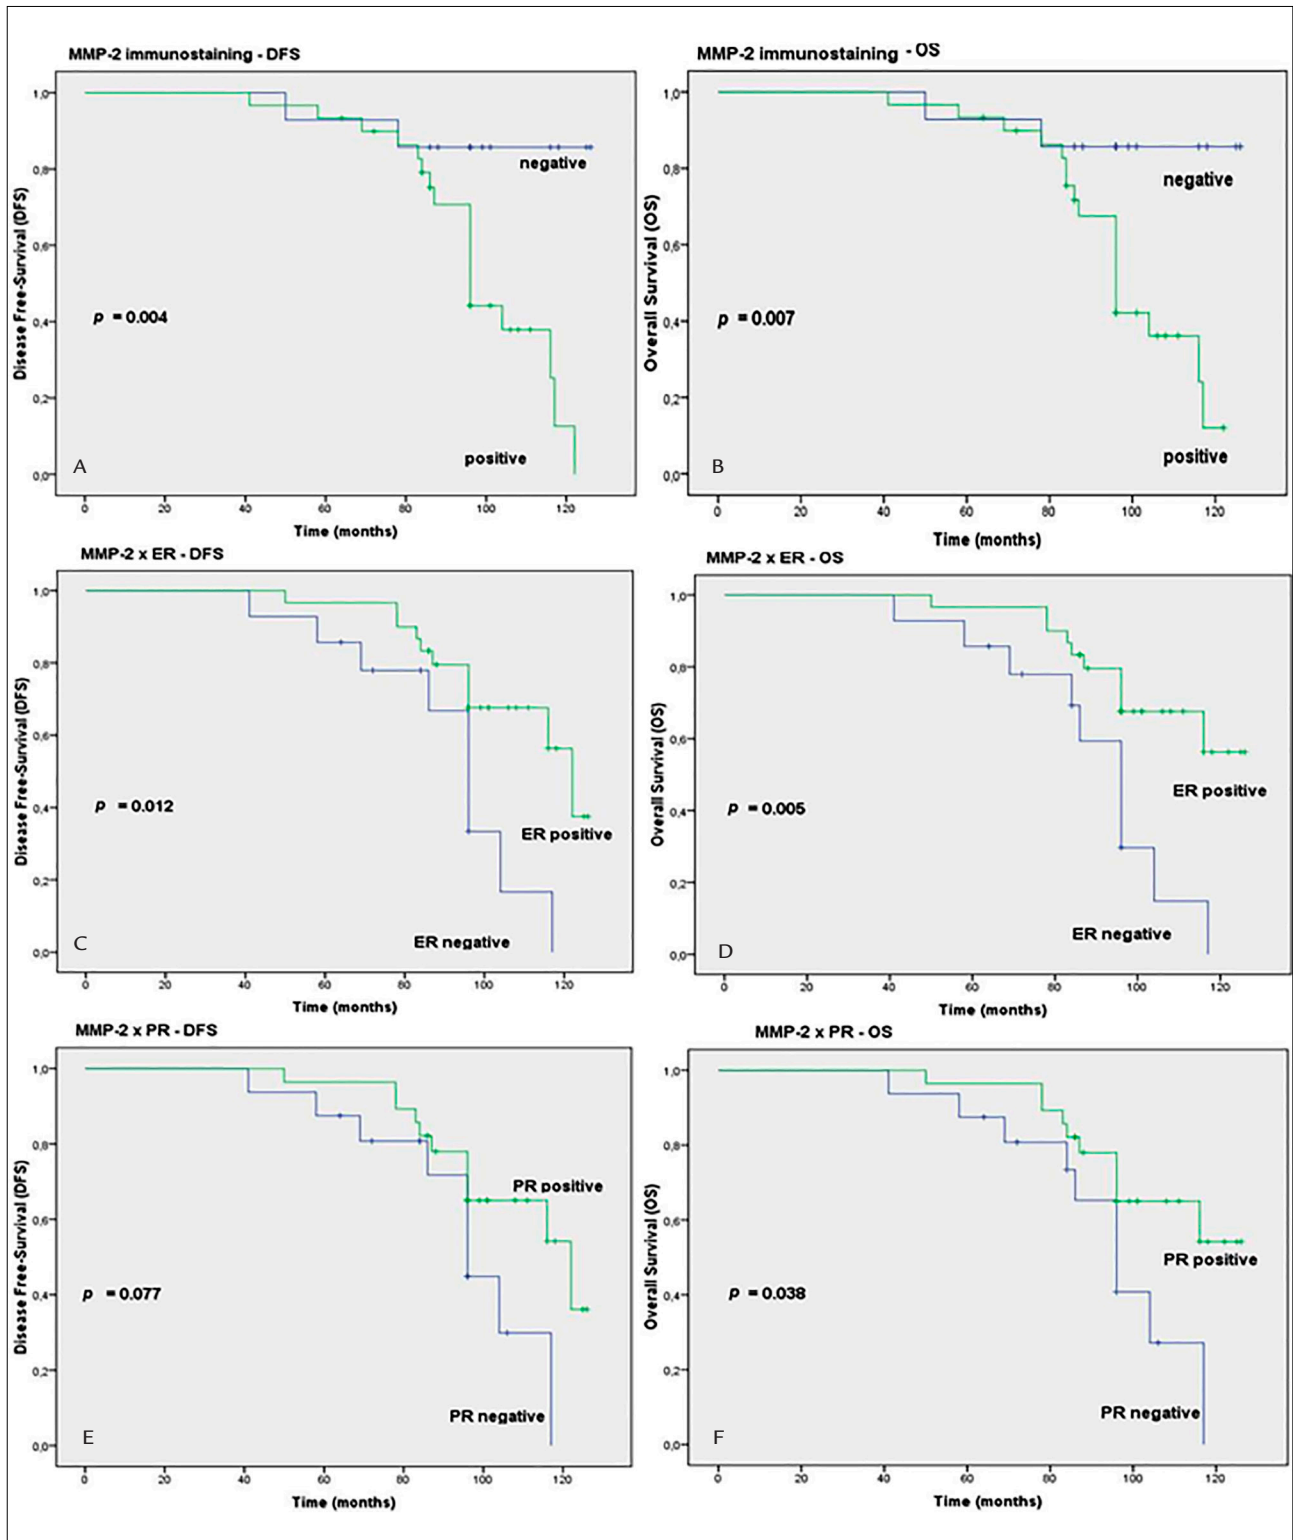 MMP-2 immunostaining - DFS
Disease Free-Survival (DFS)
1,0
0,8
0,6
0,4
0,2
0,0
negative
p = 0.004
positive
A
0 20 40 60 80 100 120
Time (months)
MMP-2 immunostaining - OS
Overall Survival (OS)
1,0
0,8
0,6
0,4
0,2
0,0
negative
p = 0.007
positive
B
0 20 40 60 80 100 120
Time (months)
MMP-2 x ER - DFS
Disease Free-Survival (DFS)
1,0
0,8
0,6
0,4
0,2
0,0
p = 0.012
ER positive
ER negative
C
0 20 40 60 80 100 120
Time (months)
MMP-2 x ER - OS
Overall Survival (OS)
1,0
0,8
0,6
0,4
0,2
0,0
ER positive
p = 0.005
ER negative
D
0 20 40 60 80 100 120
Time (months)
MMP-2 x PR - DFS
Disease Free-Survival (DFS)
1,0
0,8
0,6
0,4
0,2
0,0
PR positive
p = 0.077
PR negative
E
0 20 40 60 80 100 120
Time (months)
MMP-2 x PR - OS
Overall Survival (OS)
1,0
0,8
0,6
0,4
0,2
0,0
PR positive
p = 0.038
PR negative
F
0 20 40 60 80 100 120
Time (months)